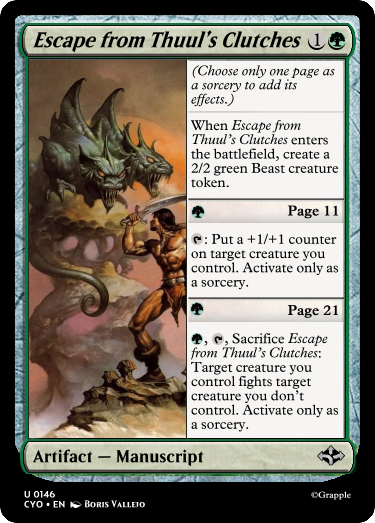 Escape from Thuul's Clutches 1
(Choose only one page as
a sorcery to add its
effects.)
When Escape from
Thuul's Clutches enters
the battlefield, create a
2/2 green Beast creature
token.
Page 11
: Put a +1/+1 counter
on target creature you
control. Activate only as
a sorcery.
Page 21
, , Sacrifice Escape
from Thuul's Clutches:
Target creature you
control fights target
creature you don't
control. Activate only as
a sorcery.
Artifact — Manuscript
U 0146
CYO • EN Boris Vallejo
©Grapple